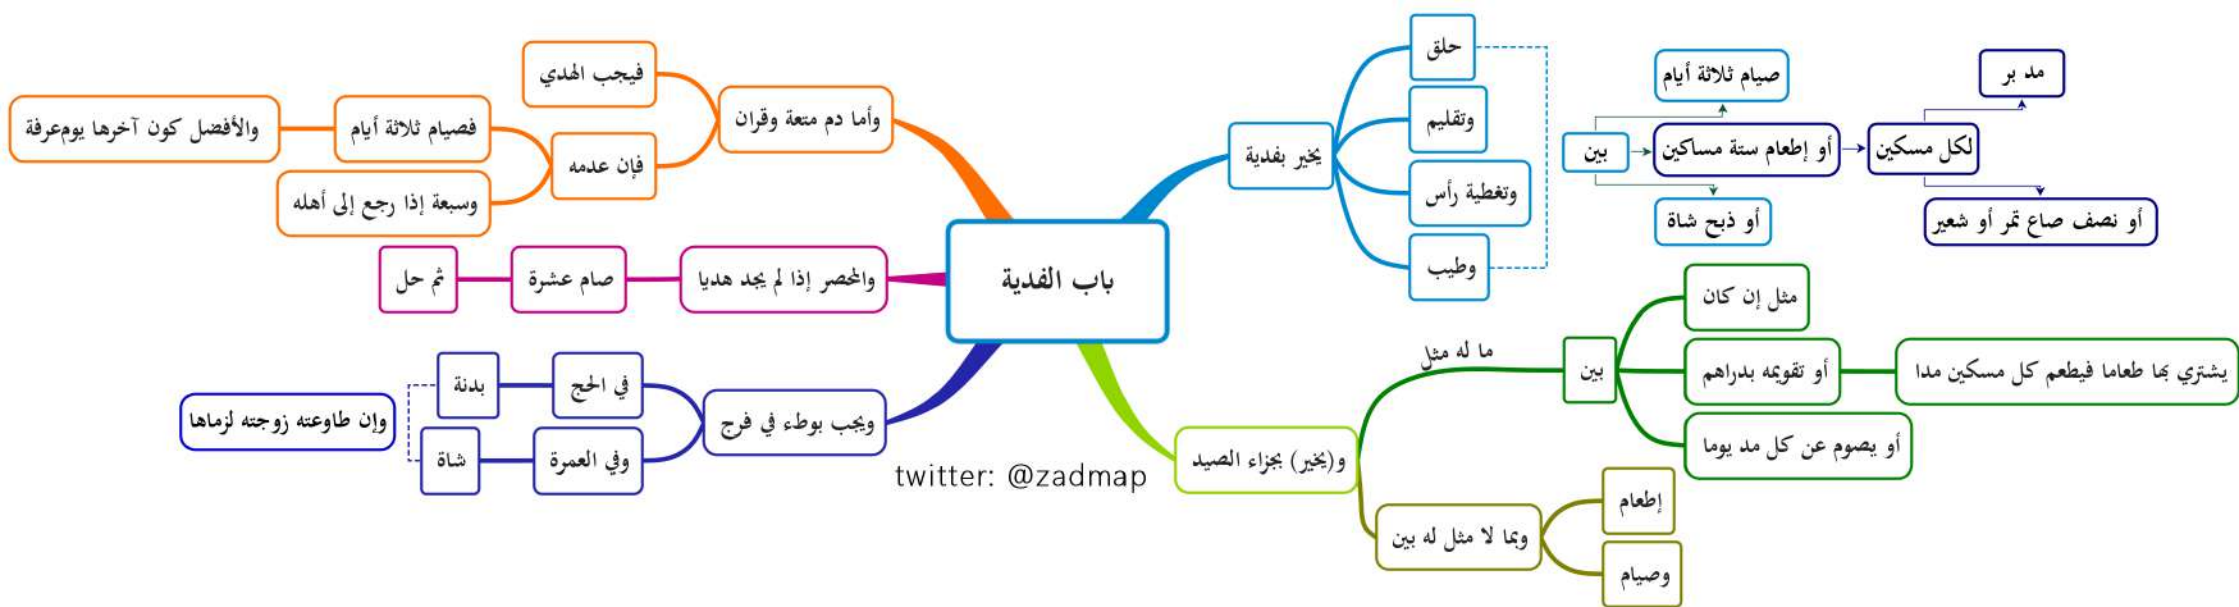 باب الفدية
يخير بفدية
حلق
وتقليم
وتغطية رأس
وطيب
بين
صيام ثلاثة أيام
أو إطعام ستة مساكين
لكل مسكين
مد بر
أو نصف صاع تمر أو شعير
أو ذبح شاة
و(يخير) بجزاء الصيد
ما له مثل
بين
مثل إن كان
أو تقويمه بدراهم
يشتري بها طعاما فيطعم كل مسكين مدا
أو يصوم عن كل مد يوما
وبما لا مثل له بين
إطعام
وصيام
وأما دم متعة وقران
فيجب الهدي
فإن عدمه
فصيام ثلاثة أيام
والأفضل كون آخرها يوم عرفة
وسبعة إذا رجع إلى أهله
والمحصر إذا لم يجد هديا
صام عشرة
ثم حل
ويجب بوطء في فرج
في الحج
بدنة
وفي العمرة
شاة
وإن طاوعته زوجته لزماها
twitter: @zadmap